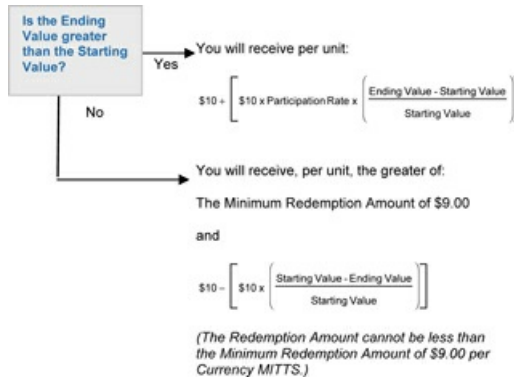 Is the Ending
Value greater
than the Starting
Value?
Yes
You will receive per unit:
$10 + [ $10 x Participation Rate x ( Ending Value - Starting Value
Starting Value ) ]
No
You will receive, per unit, the greater of:
The Minimum Redemption Amount of $9.00
and
$10 – [ $10 x ( Starting Value - Ending Value
Starting Value ) ]
(The Redemption Amount cannot be less than
the Minimum Redemption Amount of $9.00 per
Currency MITTS.)